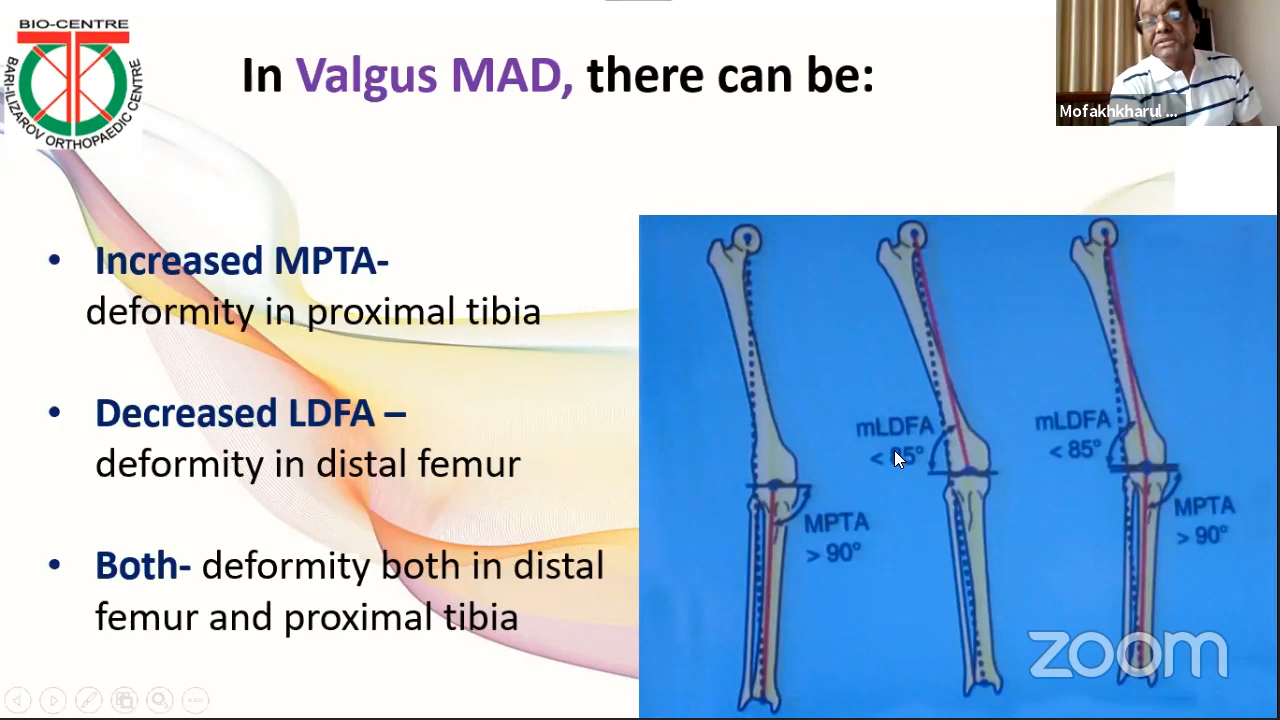 BIO-CENTRE
BARI-ILIZAROV ORTHOPAEDIC CENTRE
In Valgus MAD, there can be:
Mofakhkharul ...
• Increased MPTA-
deformity in proximal tibia
• Decreased LDFA –
deformity in distal femur
• Both- deformity both in distal
femur and proximal tibia
MPTA
> 90°
mLDFA
< 85°
mLDFA
< 85°
MPTA
> 90°
zoom